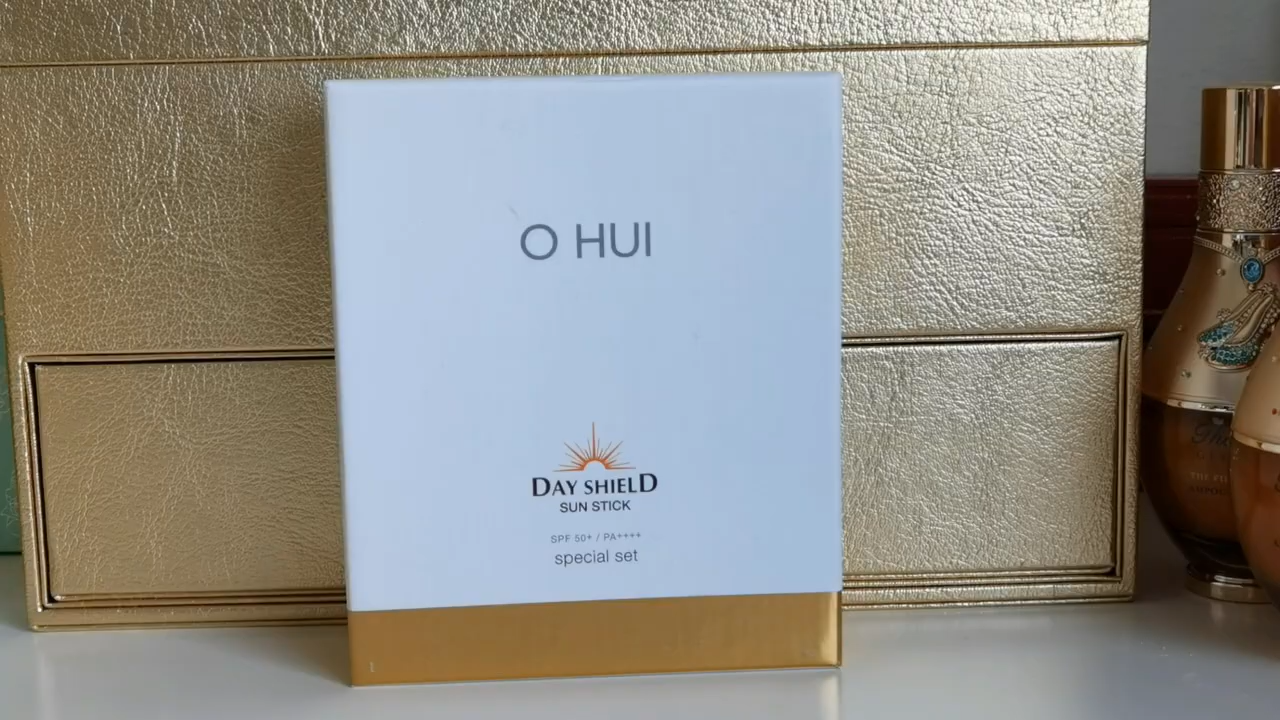 O HUI
DAY SHIELD
SUN STICK
SPF 50+ / PA++++
special set